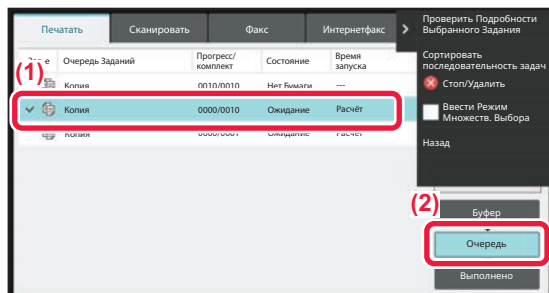 Печатать Сканировать Факс Интернетфакс
Проверить Подробности
Выбранного Задания
Очередь Заданий Прогресс/ комплект Состояние Время запуска
Сортировать
последовательность задач
(1)
Копия 0010/0010 Нет Бумаги ---
Стоп/Удалить
Копия 0000/0010 Ожидание Расчёт
Ввести Режим
Множеств. Выбора
Копия 0000/0001 Ожидание Расчёт
Назад
(2)
Буфер
Очередь
Выполнено